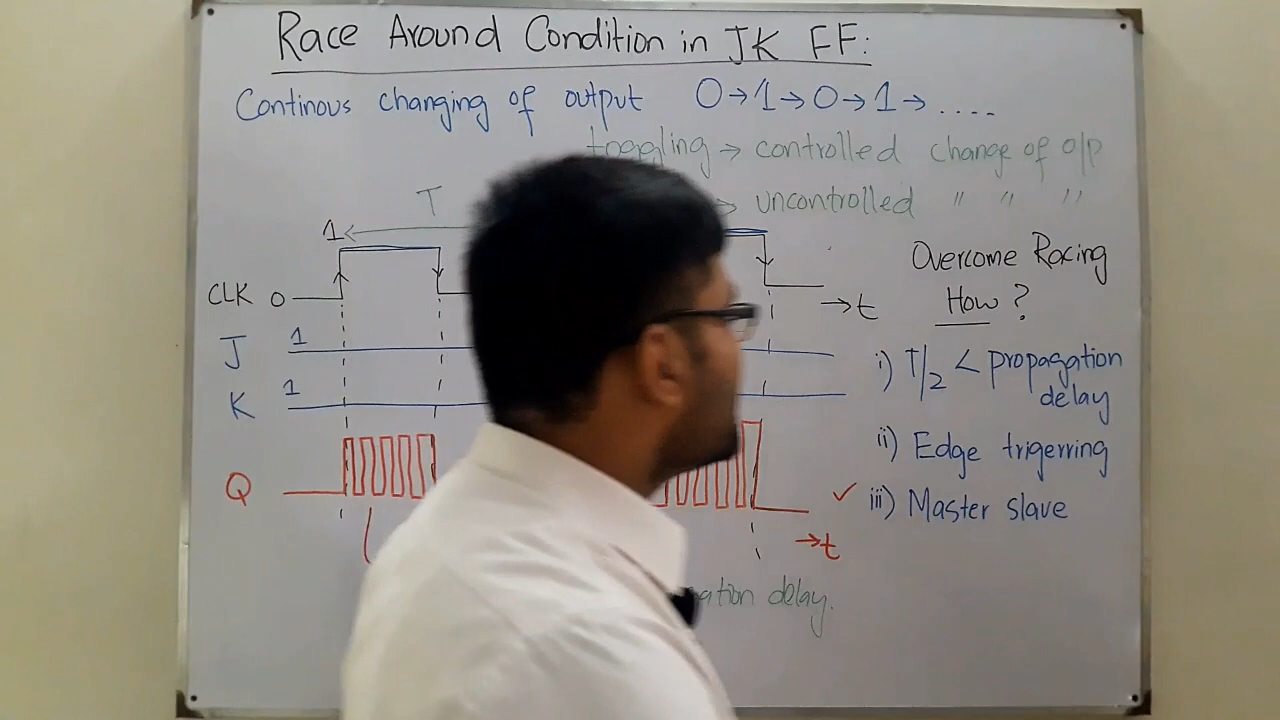 Race Around Condition in JK FF:
Continous changing of output 0→1→0→1→....
toggling → controlled change of o/p
→ uncontrolled " " "
T
1
CLK 0
→t
J 1
K 1
Q
→t
Overcome Racing
How?
i) T/2 < propagation
delay
ii) Edge trigerring
✓ iii) Master slave
delay.